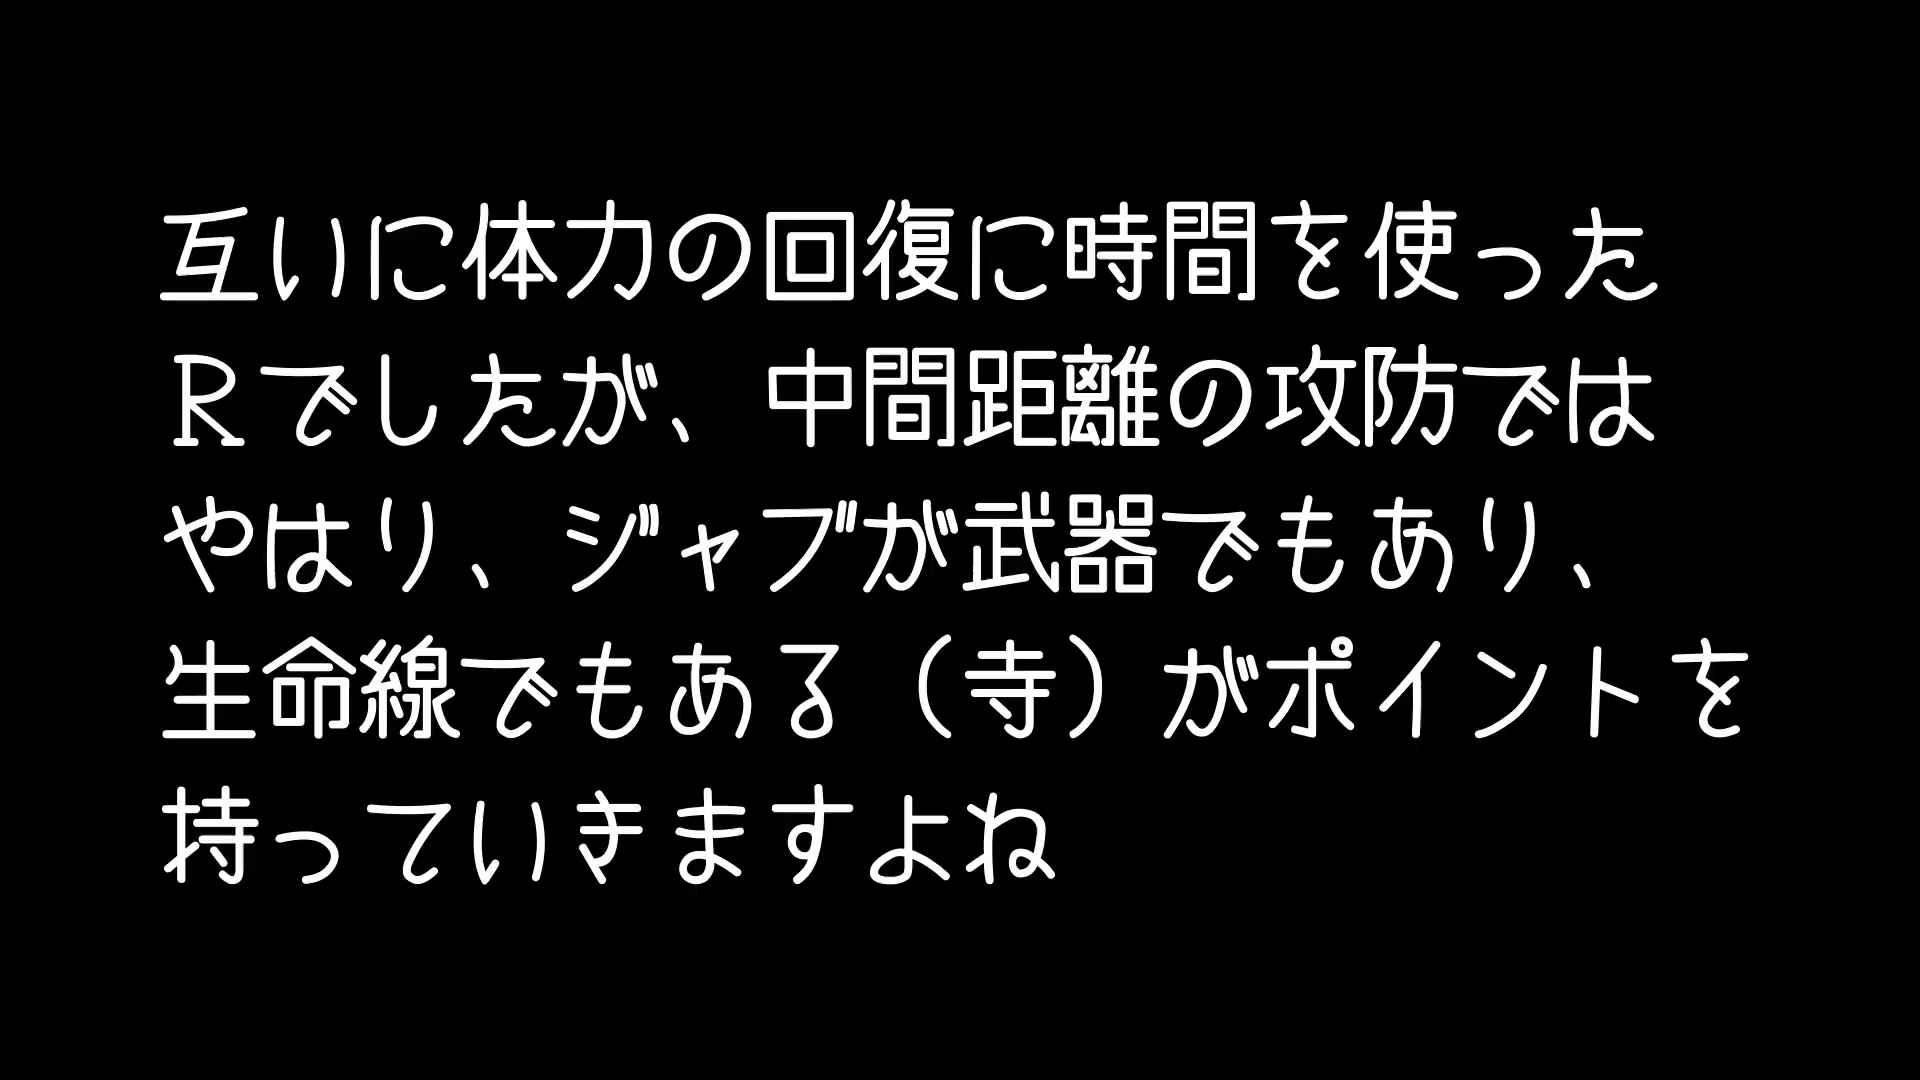 互いに体力の回復に時間を使った
Ｒでしたが、中間距離の攻防では
やはり、ジャブが武器でもあり、
生命線でもある（寺）がポイントを
持っていきますよね